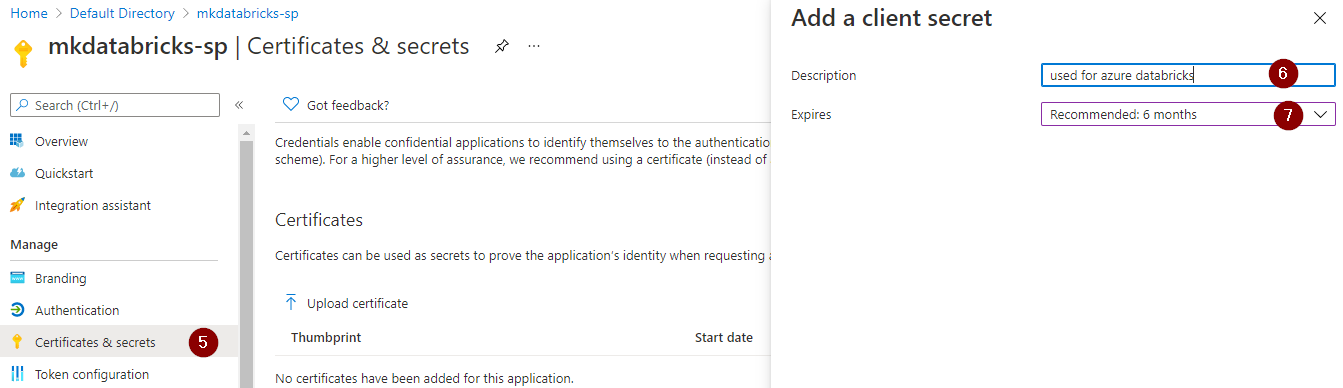 Home > Default Directory > mkdatabricks-sp
mkdatabricks-sp | Certificates & secrets ...
Search (Ctrl+/) «
Overview
Quickstart
Integration assistant
Manage
Branding
Authentication
Certificates & secrets 5
Token configuration
Got feedback?
Credentials enable confidential applications to identify themselves to the authentication
scheme). For a higher level of assurance, we recommend using a certificate (instead of
Certificates
Certificates can be used as secrets to prove the application's identity when requesting a
Upload certificate
Thumbprint Start date
No certificates have been added for this application.
Add a client secret
Description used for azure databricks 6
Expires Recommended: 6 months 7